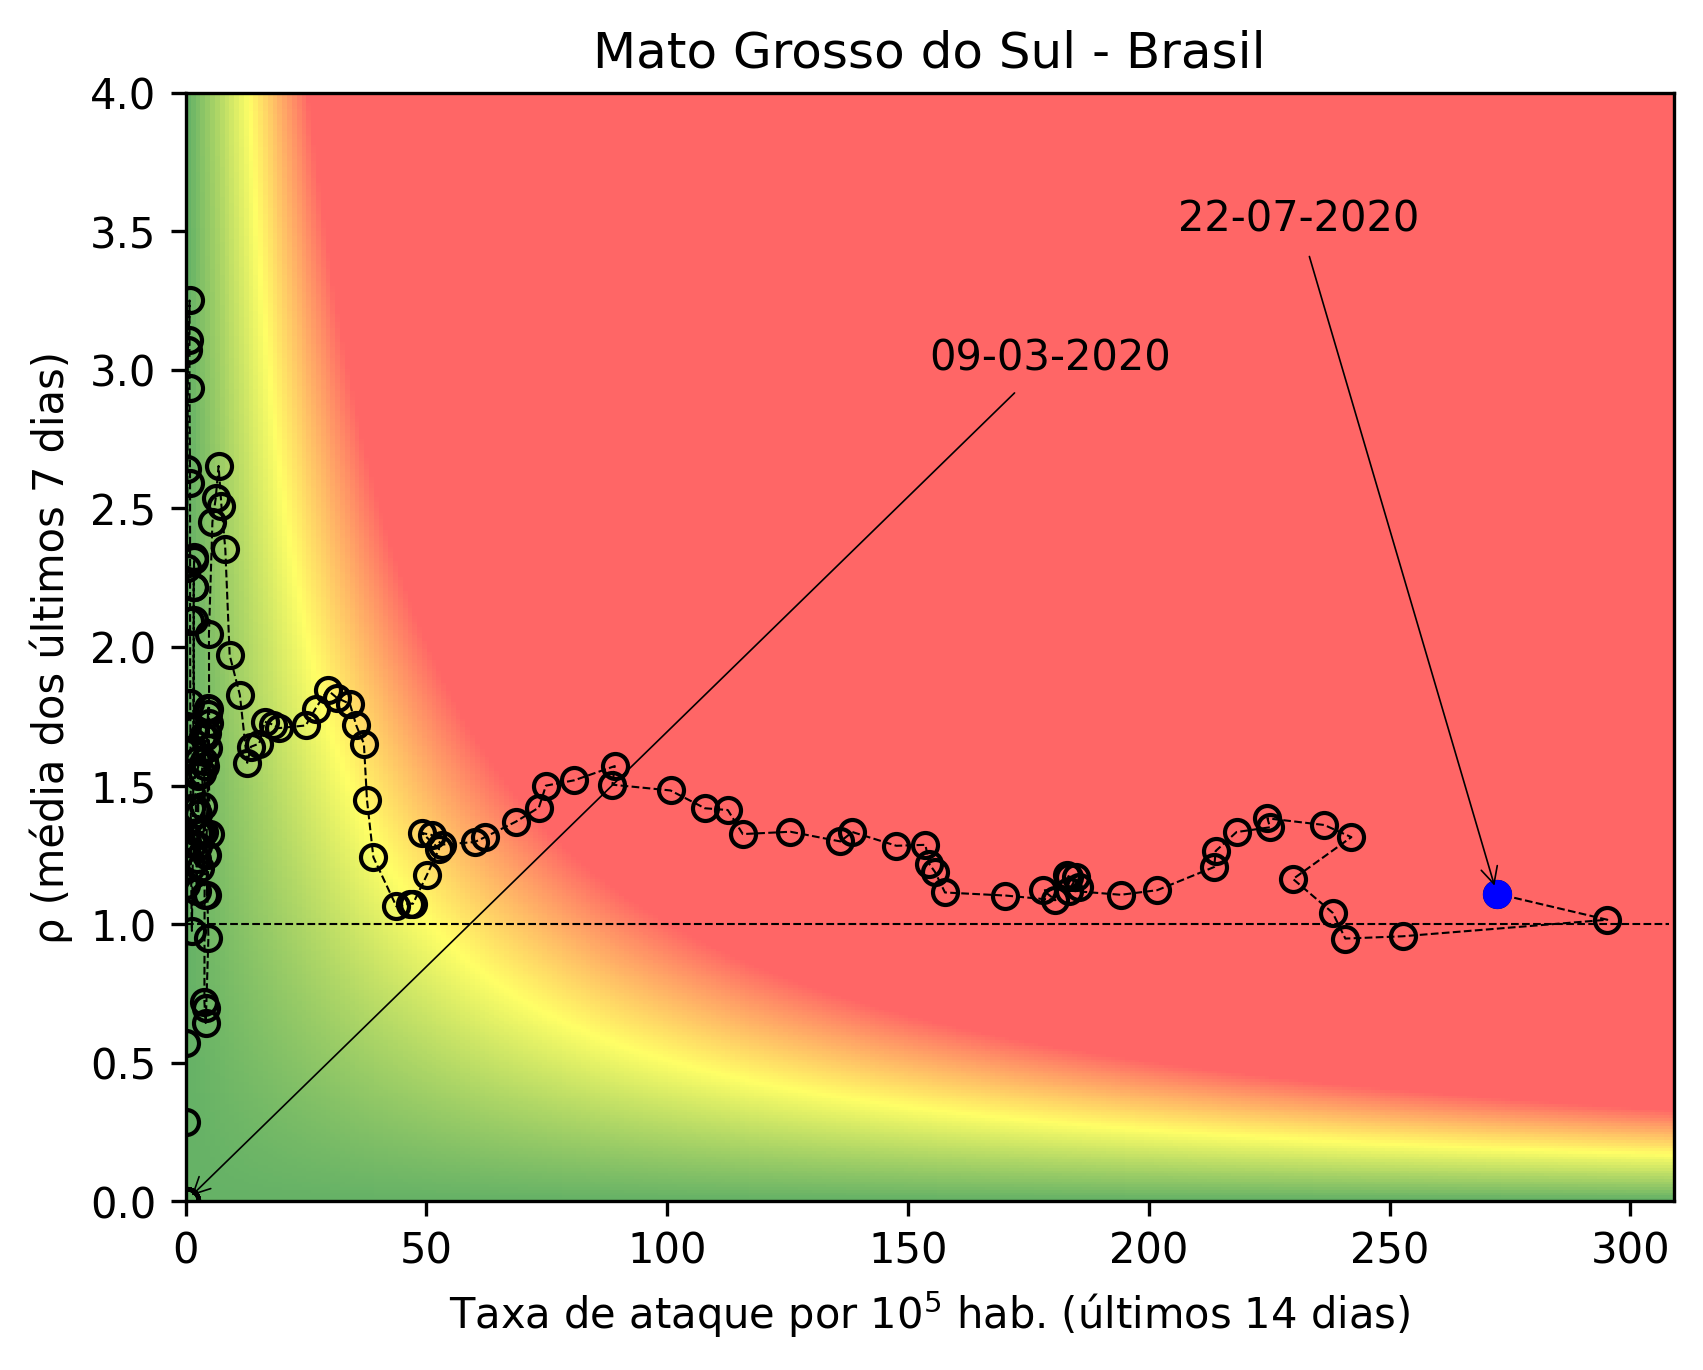 Mato Grosso do Sul - Brasil
4.0
3.5
3.0
2.5
2.0
1.5
1.0
0.5
0.0
ρ (média dos últimos 7 dias)
22-07-2020
09-03-2020
0 50 100 150 200 250 300
Taxa de ataque por 10⁵ hab. (últimos 14 dias)